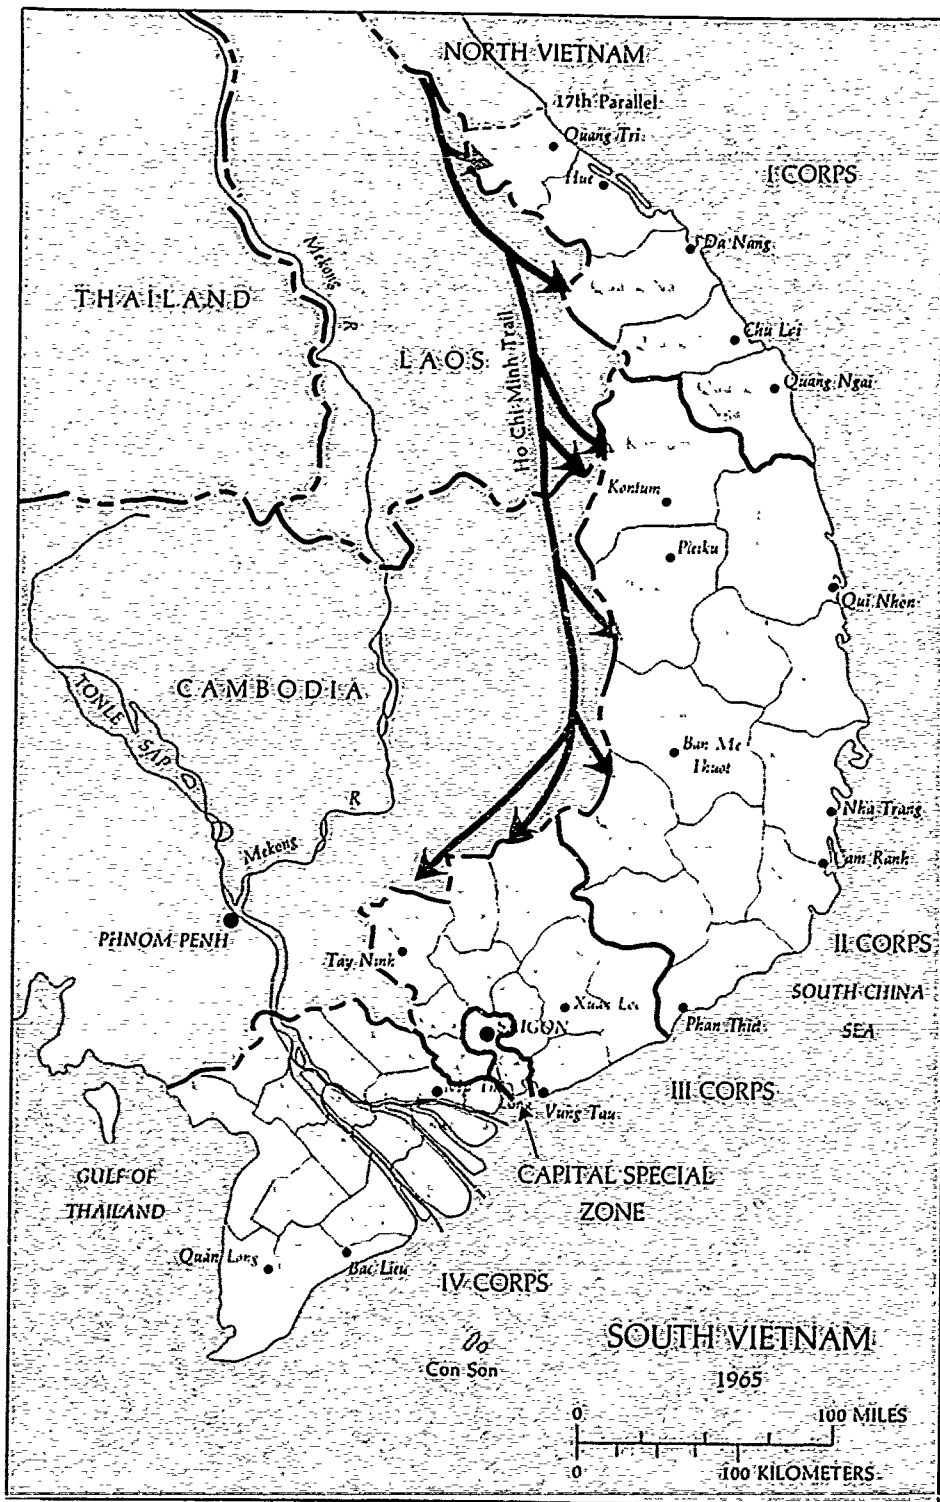 NORTH VIETNAM
17th Parallel
Quang Tri
Hue
I CORPS
Da Nang
Mekong
R
THAILAND
LAOS
Ho Chi Minh Trail
Chu Lei
Quang Ngai
Kontum
Pleiku
Qui Nhon
CAMBODIA
TONLE
SAP
Ban Me
Thuot
Nha Trang
R
Mekong
Cam Ranh
PHNOM PENH
Tay Ninh
II CORPS
SOUTH CHINA
SEA
Xuan Loc
Phan Thiet
SAIGON
III CORPS
Vung Tau
CAPITAL SPECIAL
ZONE
GULF OF
THAILAND
Quan Long
Bac Lieu
IV CORPS
Con Son
SOUTH VIETNAM
1965
0
100 MILES
0
100 KILOMETERS